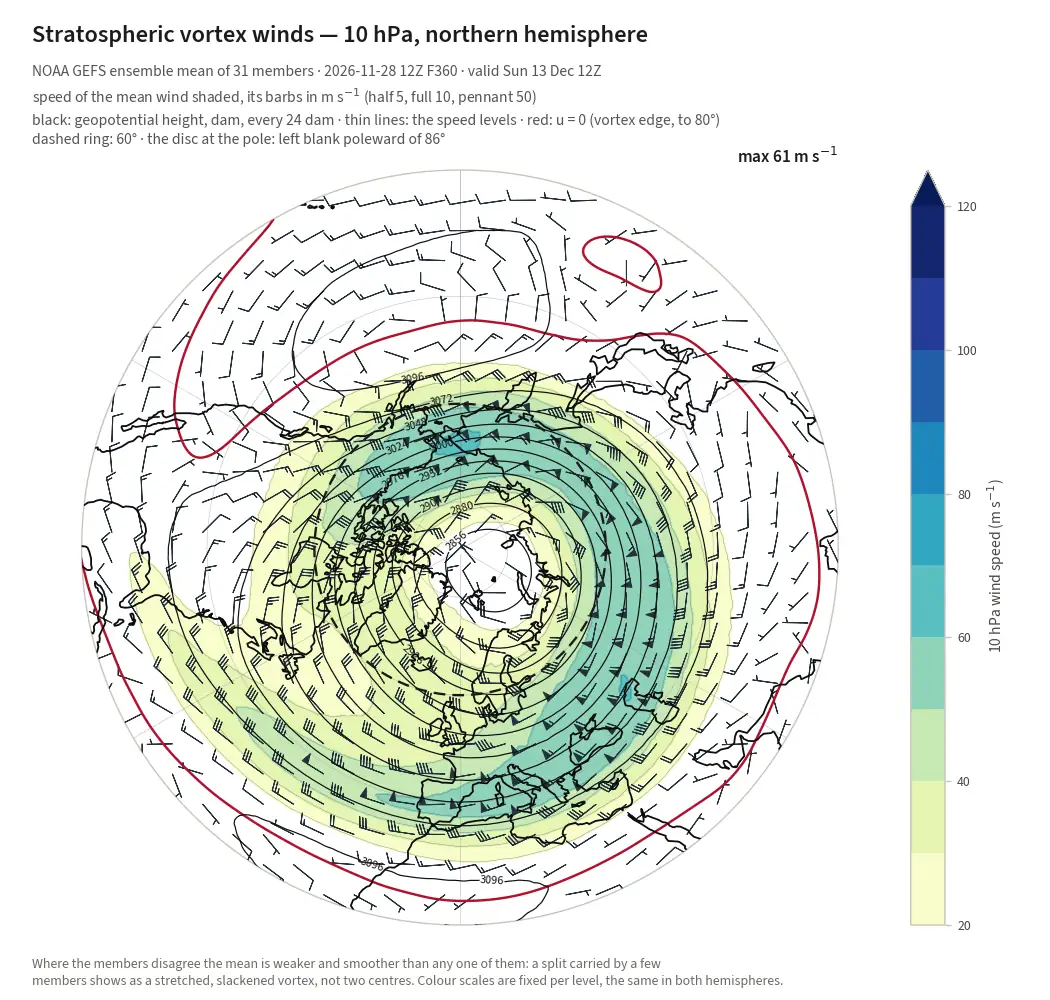 Stratospheric vortex winds — 10 hPa, northern hemisphere
NOAA GEFS ensemble mean of 31 members · 2026-11-28 12Z F360 · valid Sun 13 Dec 12Z
speed of the mean wind shaded, its barbs in m s⁻¹ (half 5, full 10, pennant 50)
black: geopotential height, dam, every 24 dam · thin lines: the speed levels · red: u = 0 (vortex edge, to 80°)
dashed ring: 60° · the disc at the pole: left blank poleward of 86°
max 61 m s⁻¹
120
100
80
60
40
20
10 hPa wind speed (m s⁻¹)
3096
3072
3048
3024
2880
2856
3096
3096
Where the members disagree the mean is weaker and smoother than any one of them: a split carried by a few
members shows as a stretched, slackened vortex, not two centres. Colour scales are fixed per level, the same in both hemispheres.